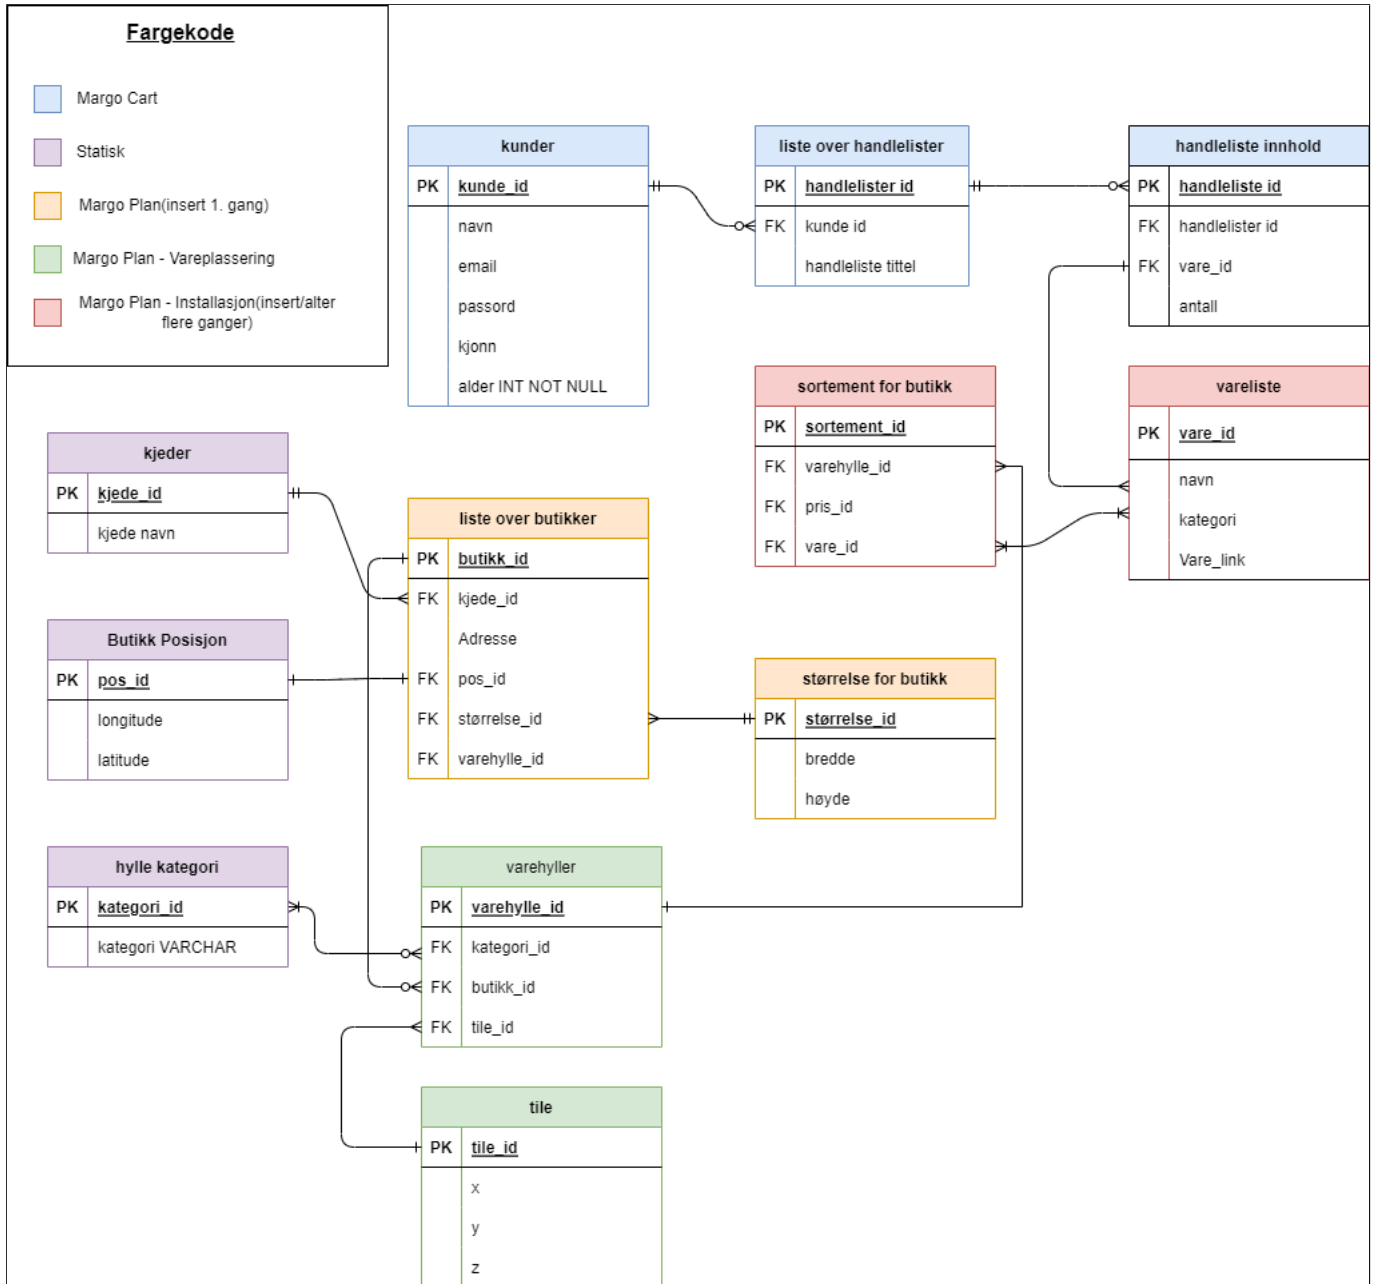 Fargekode
Margo Cart
Statisk
Margo Plan(insert 1. gang)
Margo Plan - Vareplassering
Margo Plan - Installasjon(insert/alter
flere ganger)
kunder
PK kunde_id
navn
email
passord
kjonn
alder INT NOT NULL
liste over handlelister
PK handlelister id
FK kunde id
handleliste tittel
handleliste innhold
PK handleliste id
FK handlelister id
FK vare_id
antall
sortement for butikk
PK sortement_id
FK varehylle_id
FK pris_id
FK vare_id
vareliste
PK vare_id
navn
kategori
Vare_link
kjeder
PK kjede_id
kjede navn
liste over butikker
PK butikk_id
FK kjede_id
Adresse
FK pos_id
FK størrelse_id
FK varehylle_id
Butikk Posisjon
PK pos_id
longitude
latitude
størrelse for butikk
PK størrelse_id
bredde
høyde
hylle kategori
PK kategori_id
kategori VARCHAR
varehyller
PK varehylle_id
FK kategori_id
FK butikk_id
FK tile_id
tile
PK tile_id
x
y
z